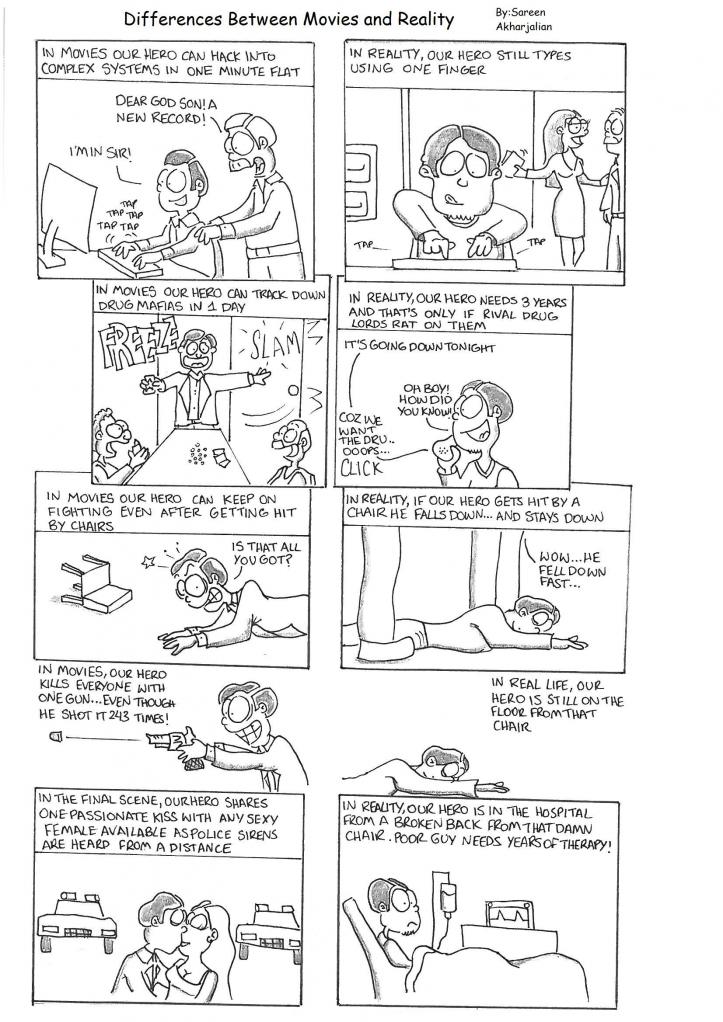 Differences Between Movies and Reality
By:Sareen
Akharjalian
IN MOVIES OUR HERO CAN HACK INTO
COMPLEX SYSTEMS IN ONE MINUTE FLAT
DEAR GOD SON! A
NEW RECORD!
I'M IN SIR!
TAP
TAP TAP
TAP TAP
IN REALITY, OUR HERO STILL TYPES
USING ONE FINGER
TAP
TAP
IN MOVIES OUR HERO CAN TRACK DOWN
DRUG MAFIAS IN 1 DAY
FREEZE
SLAM
IN REALITY, OUR HERO NEEDS 3 YEARS
AND THAT'S ONLY IF RIVAL DRUG
LORDS RAT ON THEM
IT'S GOING DOWN TONIGHT
OH BOY!
HOW DID
YOU KNOW!
COZ WE
WANT
THE DRU..
OOOPS...
CLICK
IN MOVIES OUR HERO CAN KEEP ON
FIGHTING EVEN AFTER GETTING HIT
BY CHAIRS
IS THAT ALL
YOU GOT?
IN REALITY, IF OUR HERO GETS HIT BY A
CHAIR HE FALLS DOWN... AND STAYS DOWN
WOW...HE
FELL DOWN
FAST...
IN MOVIES, OUR HERO
KILLS EVERYONE WITH
ONE GUN...EVEN THOUGH
HE SHOT IT 243 TIMES!
IN REAL LIFE, OUR
HERO IS STILL ON THE
FLOOR FROM THAT
CHAIR
IN THE FINAL SCENE, OUR HERO SHARES
ONE PASSIONATE KISS WITH ANY SEXY
FEMALE AVAILABLE AS POLICE SIRENS
ARE HEARD FROM A DISTANCE
IN REALITY, OUR HERO IS IN THE HOSPITAL
FROM A BROKEN BACK FROM THAT DAMN
CHAIR. POOR GUY NEEDS YEARS OF THERAPY!